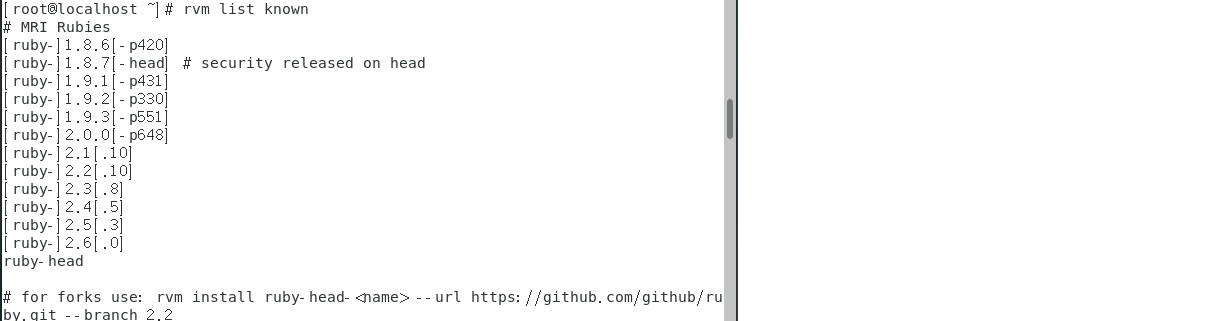 [root@localhost ~]# rvm list known
# MRI Rubies
[ruby-]1.8.6[-p420]
[ruby-]1.8.7[-head] # security released on head
[ruby-]1.9.1[-p431]
[ruby-]1.9.2[-p330]
[ruby-]1.9.3[-p551]
[ruby-]2.0.0[-p648]
[ruby-]2.1[.10]
[ruby-]2.2[.10]
[ruby-]2.3[.8]
[ruby-]2.4[.5]
[ruby-]2.5[.3]
[ruby-]2.6[.0]
ruby-head
# for forks use: rvm install ruby-head-<name> --url https://github.com/github/ru
by.git --branch 2.2